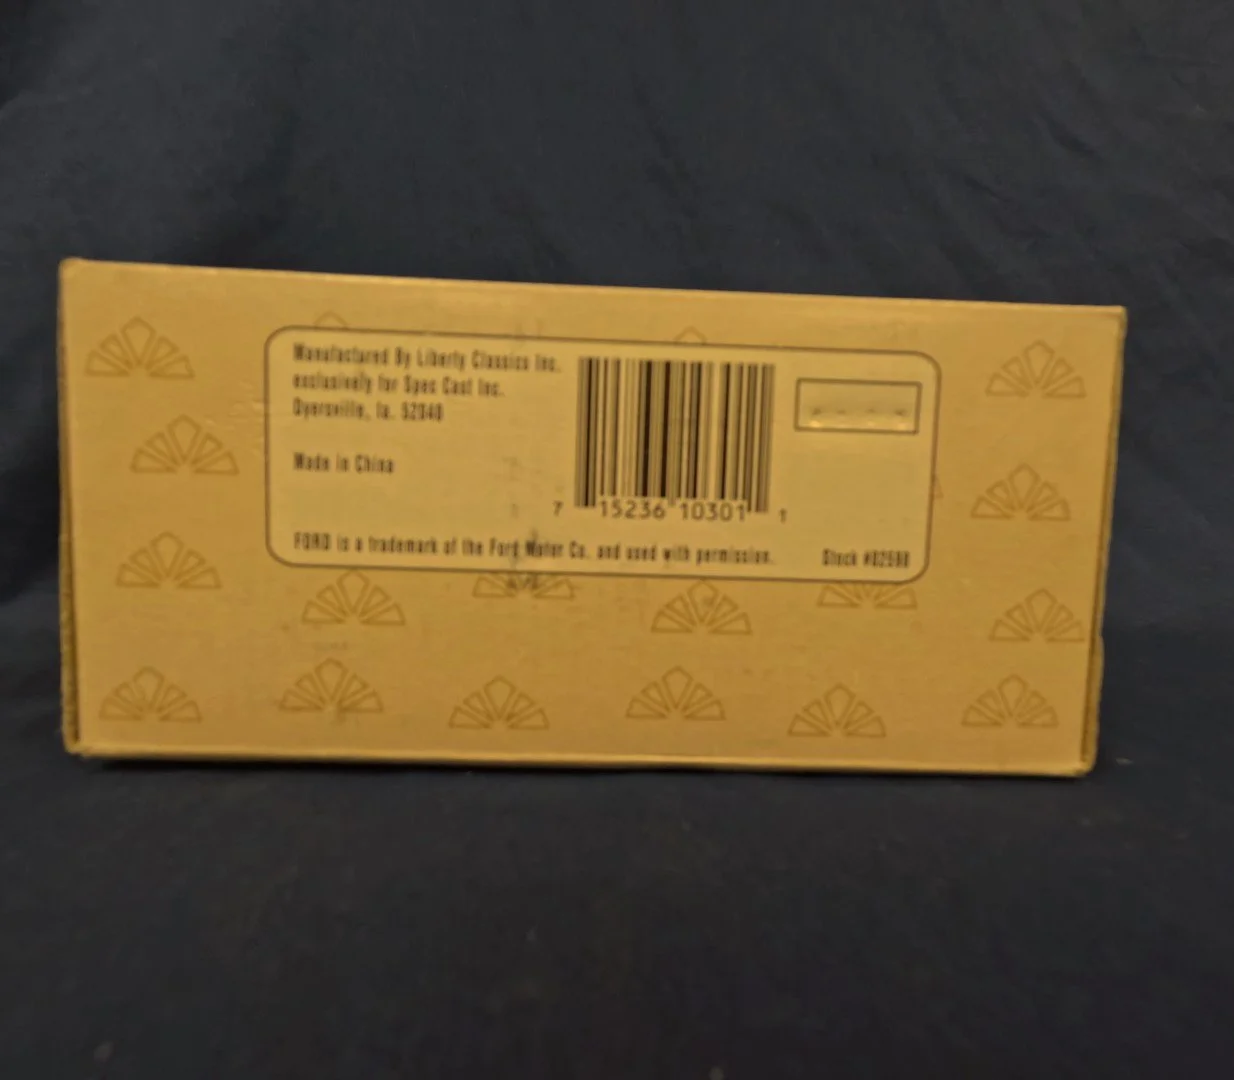 Manufactured By Liberty Classics Inc.
exclusively for Spec Cast Inc.
Dyersville, Ia. 52040
Made in China
7 15236 10301 1
FORD is a trademark of the Ford Motor Co. and used with permission.
Stock